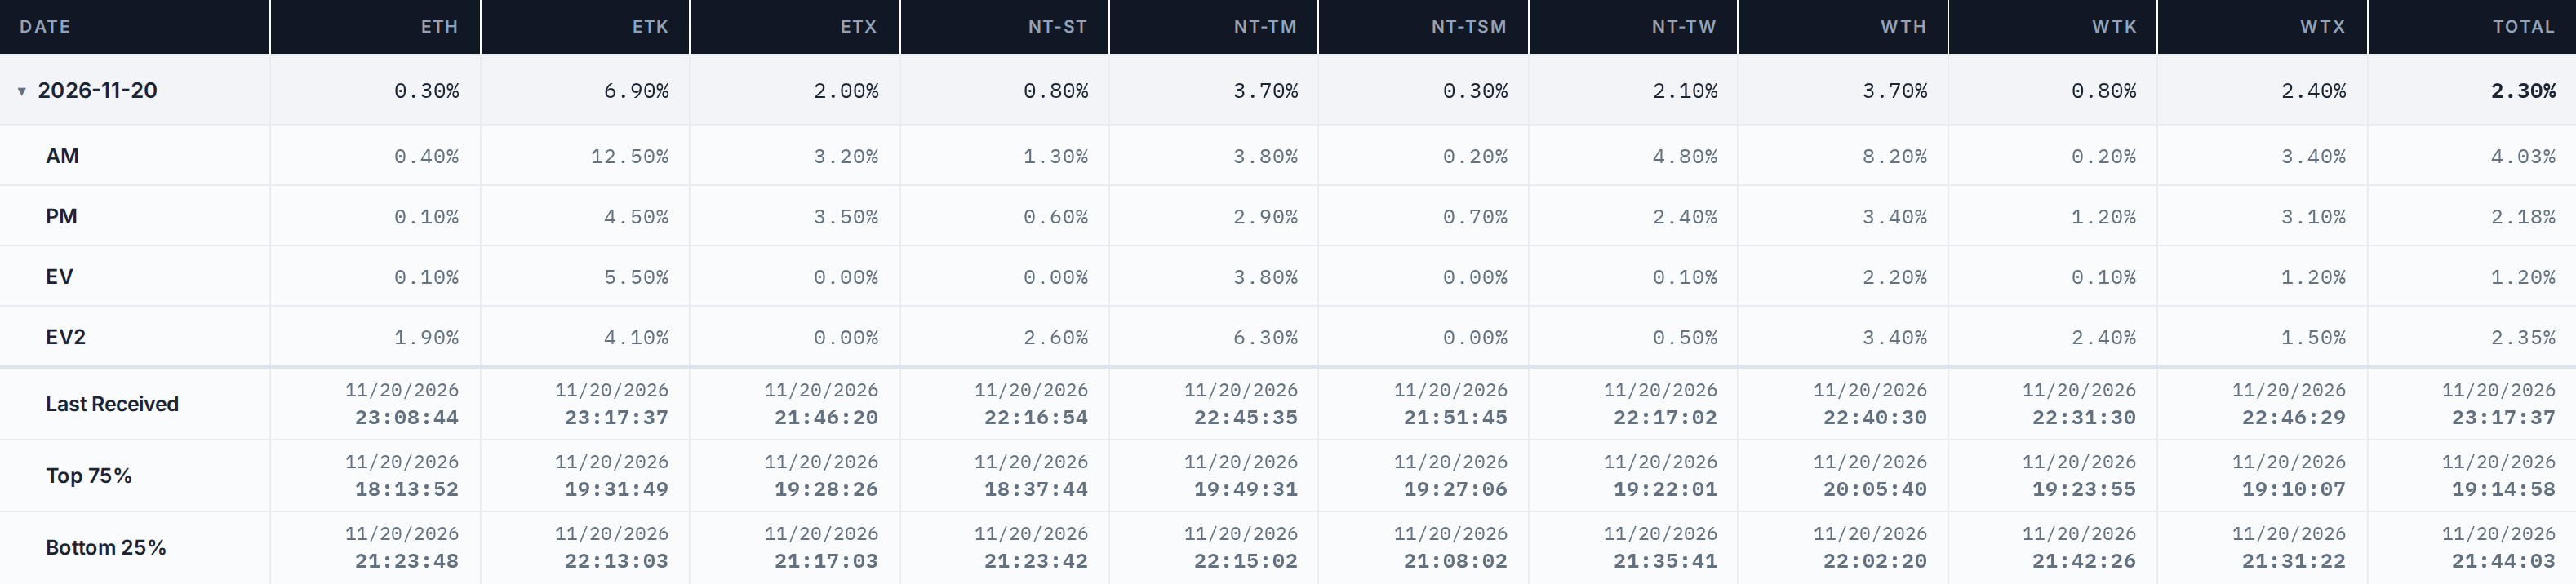 DATE ETH ETK ETX NT-ST NT-TM NT-TSM NT-TW WTH WTK WTX TOTAL
▼ 2026-11-20 0.30% 6.90% 2.00% 0.80% 3.70% 0.30% 2.10% 3.70% 0.80% 2.40% 2.30%
AM 0.40% 12.50% 3.20% 1.30% 3.80% 0.20% 4.80% 8.20% 0.20% 3.40% 4.03%
PM 0.10% 4.50% 3.50% 0.60% 2.90% 0.70% 2.40% 3.40% 1.20% 3.10% 2.18%
EV 0.10% 5.50% 0.00% 0.00% 3.80% 0.00% 0.10% 2.20% 0.10% 1.20% 1.20%
EV2 1.90% 4.10% 0.00% 2.60% 6.30% 0.00% 0.50% 3.40% 2.40% 1.50% 2.35%
11/20/2026 11/20/2026 11/20/2026 11/20/2026 11/20/2026 11/20/2026 11/20/2026 11/20/2026 11/20/2026 11/20/2026 11/20/2026
Last Received
23:08:44 23:17:37 21:46:20 22:16:54 22:45:35 21:51:45 22:17:02 22:40:30 22:31:30 22:46:29 23:17:37
11/20/2026 11/20/2026 11/20/2026 11/20/2026 11/20/2026 11/20/2026 11/20/2026 11/20/2026 11/20/2026 11/20/2026 11/20/2026
Top 75%
18:13:52 19:31:49 19:28:26 18:37:44 19:49:31 19:27:06 19:22:01 20:05:40 19:23:55 19:10:07 19:14:58
11/20/2026 11/20/2026 11/20/2026 11/20/2026 11/20/2026 11/20/2026 11/20/2026 11/20/2026 11/20/2026 11/20/2026 11/20/2026
Bottom 25%
21:23:48 22:13:03 21:17:03 21:23:42 22:15:02 21:08:02 21:35:41 22:02:20 21:42:26 21:31:22 21:44:03